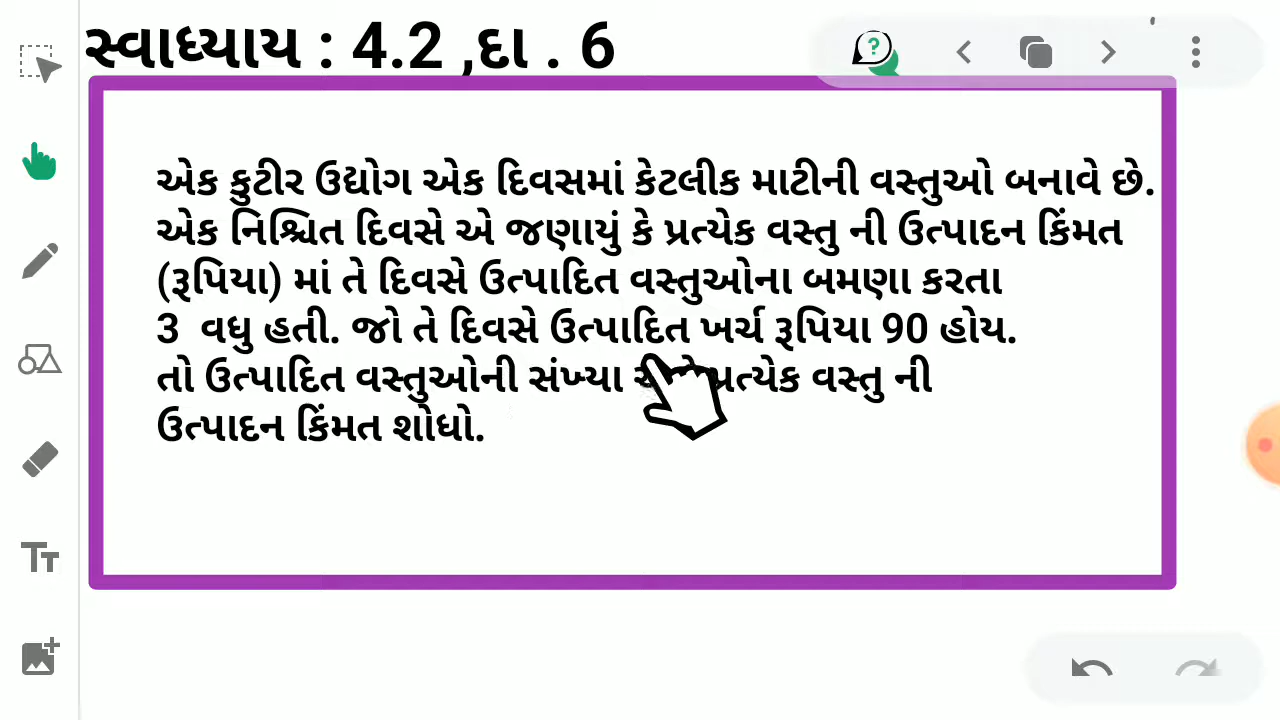 સ્વાધ્યાય : 4.2 ,દા . 6
એક કુટીર ઉદ્યોગ એક દિવસમાં કેટલીક માટીની વસ્તુઓ બનાવે છે.
એક નિશ્ચિત દિવસે એ જણાયું કે પ્રત્યેક વસ્તુ ની ઉત્પાદન કિંમત
(રૂપિયા) માં તે દિવસે ઉત્પાદિત વસ્તુઓના બમણા કરતા
3 વધુ હતી. જો તે દિવસે ઉત્પાદિત ખર્ચ રૂપિયા 90 હોય.
તો ઉત્પાદિત વસ્તુઓની સંખ્યા પ્રત્યેક વસ્તુ ની
ઉત્પાદન કિંમત શોધો.
?
Tт